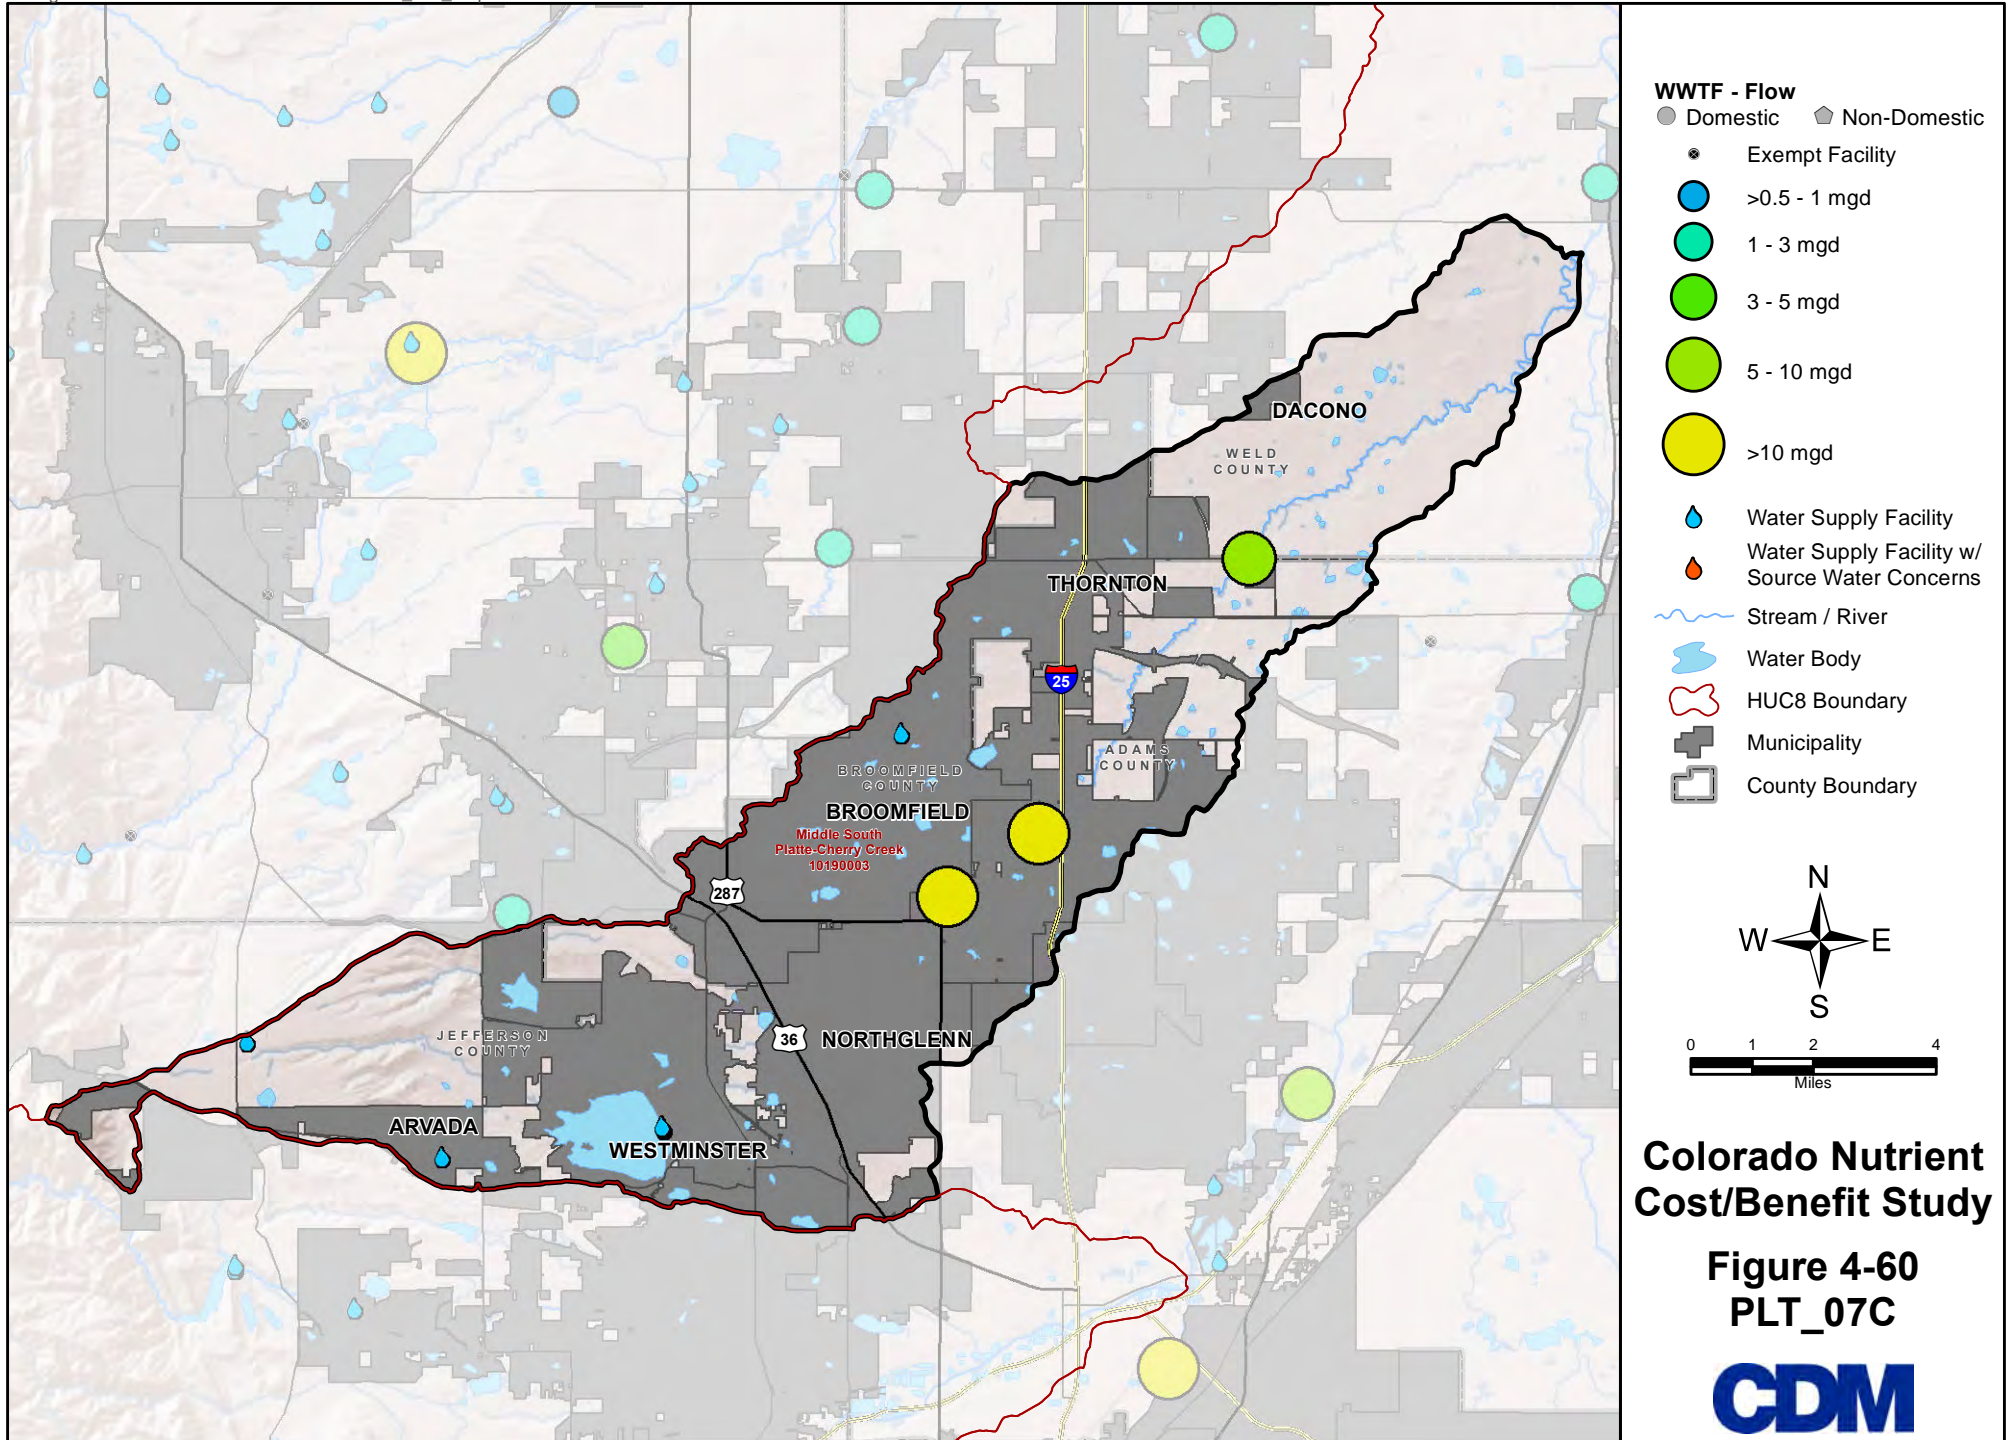 WWTF - Flow
Domestic Non-Domestic
Exempt Facility
>0.5 - 1 mgd
1 - 3 mgd
3 - 5 mgd
5 - 10 mgd
>10 mgd
Water Supply Facility
Water Supply Facility w/
Source Water Concerns
Stream / River
Water Body
HUC8 Boundary
Municipality
County Boundary
N
W E
S
0 1 2 4
Miles
Colorado Nutrient
Cost/Benefit Study
Figure 4-60
PLT_07C
CDM
DACONO
WELD
COUNTY
THORNTON
25
ADAMS
COUNTY
BROOMFIELD
COUNTY
BROOMFIELD
Middle South
Platte-Cherry Creek
10190003
287
36
NORTHGLENN
JEFFERSON
COUNTY
ARVADA
WESTMINSTER